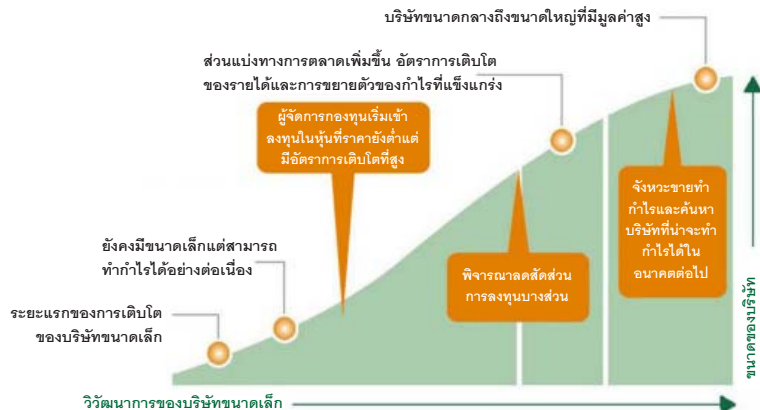 บริษัทขนาดกลางถึงขนาดใหญ่ที่มีมูลค่าสูง
ส่วนแบ่งทางการตลาดเพิ่มขึ้น อัตราการเติบโต
ของรายได้และการขยายตัวของกำไรที่แข็งแกร่ง
ผู้จัดการกองทุนเริ่มเข้า
ลงทุนในหุ้นที่ราคายังต่ำแต่
มีอัตราการเติบโตที่สูง
จังหวะขายทำ
กำไรและค้นหา
บริษัทที่น่าจะทำ
กำไรได้ใน
อนาคตต่อไป
ยังคงมีขนาดเล็กแต่สามารถ
ทำกำไรได้อย่างต่อเนื่อง
พิจารณาลดสัดส่วน
การลงทุนบางส่วน
ระยะแรกของการเติบโต
ของบริษัทขนาดเล็ก
ขนาดของบริษัท
วิวัฒนาการของบริษัทขนาดเล็ก